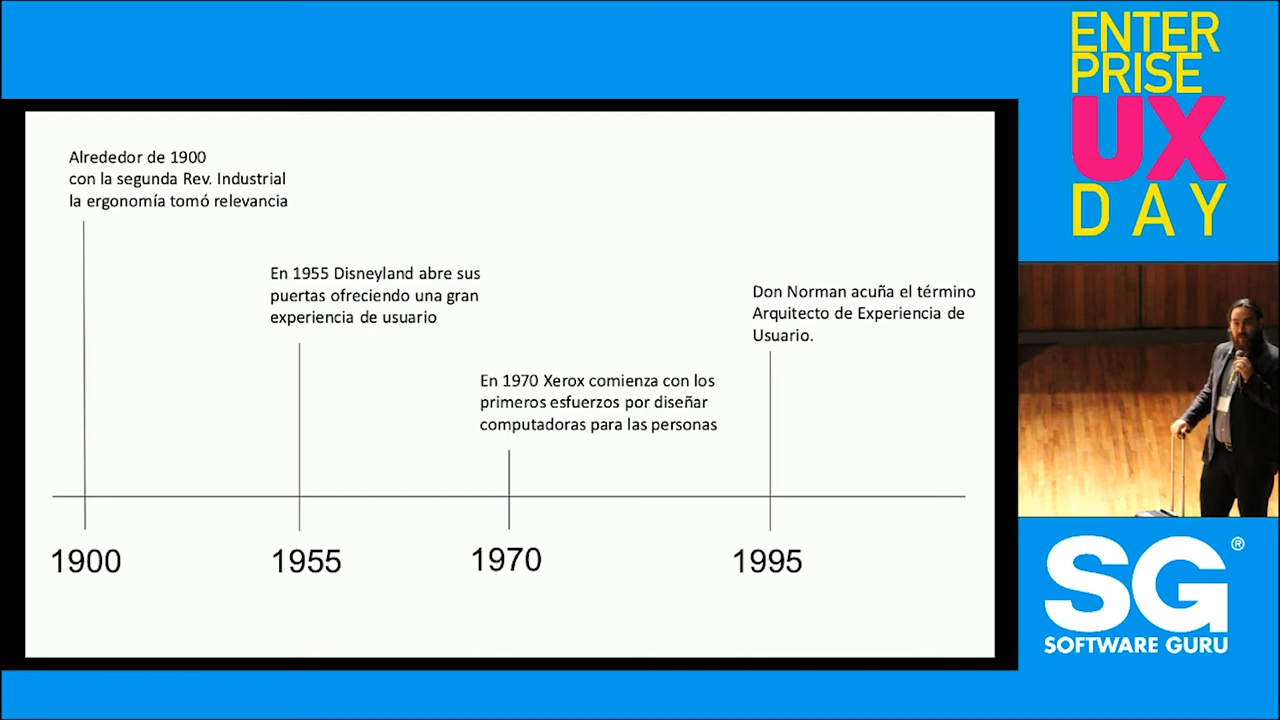 ENTER
PRISE
UX
DAY
Alrededor de 1900
con la segunda Rev. Industrial
la ergonomía tomó relevancia
En 1955 Disneyland abre sus
puertas ofreciendo una gran
experiencia de usuario
Don Norman acuña el término
Arquitecto de Experiencia de
Usuario.
En 1970 Xerox comienza con los
primeros esfuerzos por diseñar
computadoras para las personas
1900
1955
1970
1995
SG®
SOFTWARE GURU